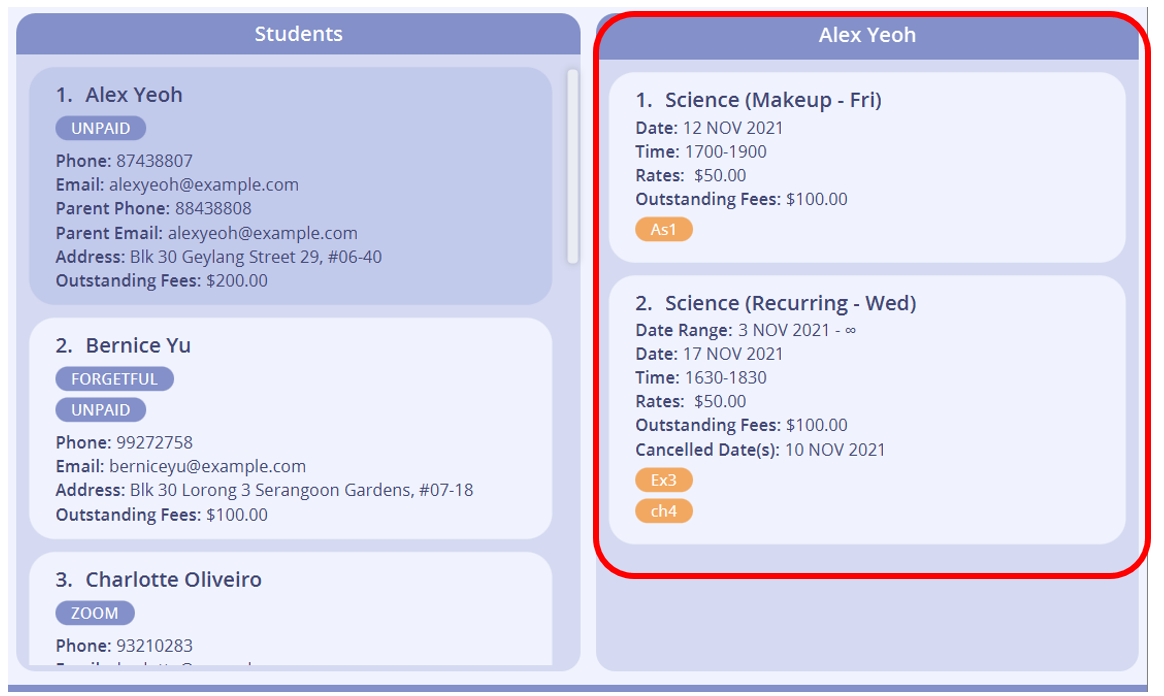 Students
1. Alex Yeoh
UNPAID
Phone: 87438807
Email: alexyeoh@example.com
Parent Phone: 88438808
Parent Email: alexyeoh@example.com
Address: Blk 30 Geylang Street 29, #06-40
Outstanding Fees: $200.00
2. Bernice Yu
FORGETFUL
UNPAID
Phone: 99272758
Email: berniceyu@example.com
Address: Blk 30 Lorong 3 Serangoon Gardens, #07-18
Outstanding Fees: $100.00
3. Charlotte Oliveiro
ZOOM
Phone: 93210283
Alex Yeoh
1. Science (Makeup - Fri)
Date: 12 NOV 2021
Time: 1700-1900
Rates: $50.00
Outstanding Fees: $100.00
As1
2. Science (Recurring - Wed)
Date Range: 3 NOV 2021 - ∞
Date: 17 NOV 2021
Time: 1630-1830
Rates: $50.00
Outstanding Fees: $100.00
Cancelled Date(s): 10 NOV 2021
Ex3
ch4